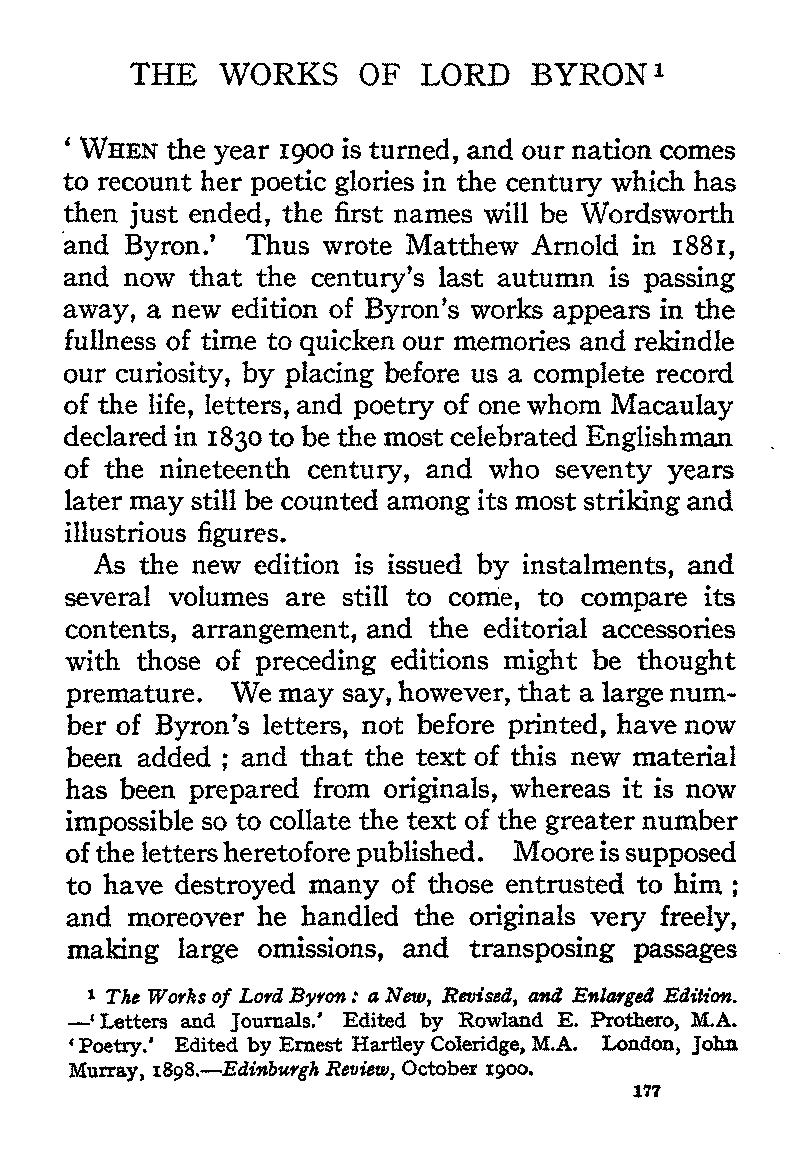 THE WORKS OF LORD BYRON¹
‘ WHEN the year 1900 is turned, and our nation comes
to recount her poetic glories in the century which has
then just ended, the first names will be Wordsworth
and Byron.’ Thus wrote Matthew Arnold in 1881,
and now that the century’s last autumn is passing
away, a new edition of Byron’s works appears in the
fullness of time to quicken our memories and rekindle
our curiosity, by placing before us a complete record
of the life, letters, and poetry of one whom Macaulay
declared in 1830 to be the most celebrated Englishman
of the nineteenth century, and who seventy years
later may still be counted among its most striking and
illustrious figures.
As the new edition is issued by instalments, and
several volumes are still to come, to compare its
contents, arrangement, and the editorial accessories
with those of preceding editions might be thought
premature. We may say, however, that a large num-
ber of Byron’s letters, not before printed, have now
been added ; and that the text of this new material
has been prepared from originals, whereas it is now
impossible so to collate the text of the greater number
of the letters heretofore published. Moore is supposed
to have destroyed many of those entrusted to him ;
and moreover he handled the originals very freely,
making large omissions, and transposing passages
¹ The Works of Lord Byron : a New, Revised, and Enlarged Edition.
—‘ Letters and Journals.’ Edited by Rowland E. Prothero, M.A.
‘ Poetry.’ Edited by Ernest Hartley Coleridge, M.A. London, John
Murray, 1898.—Edinburgh Review, October 1900.
177